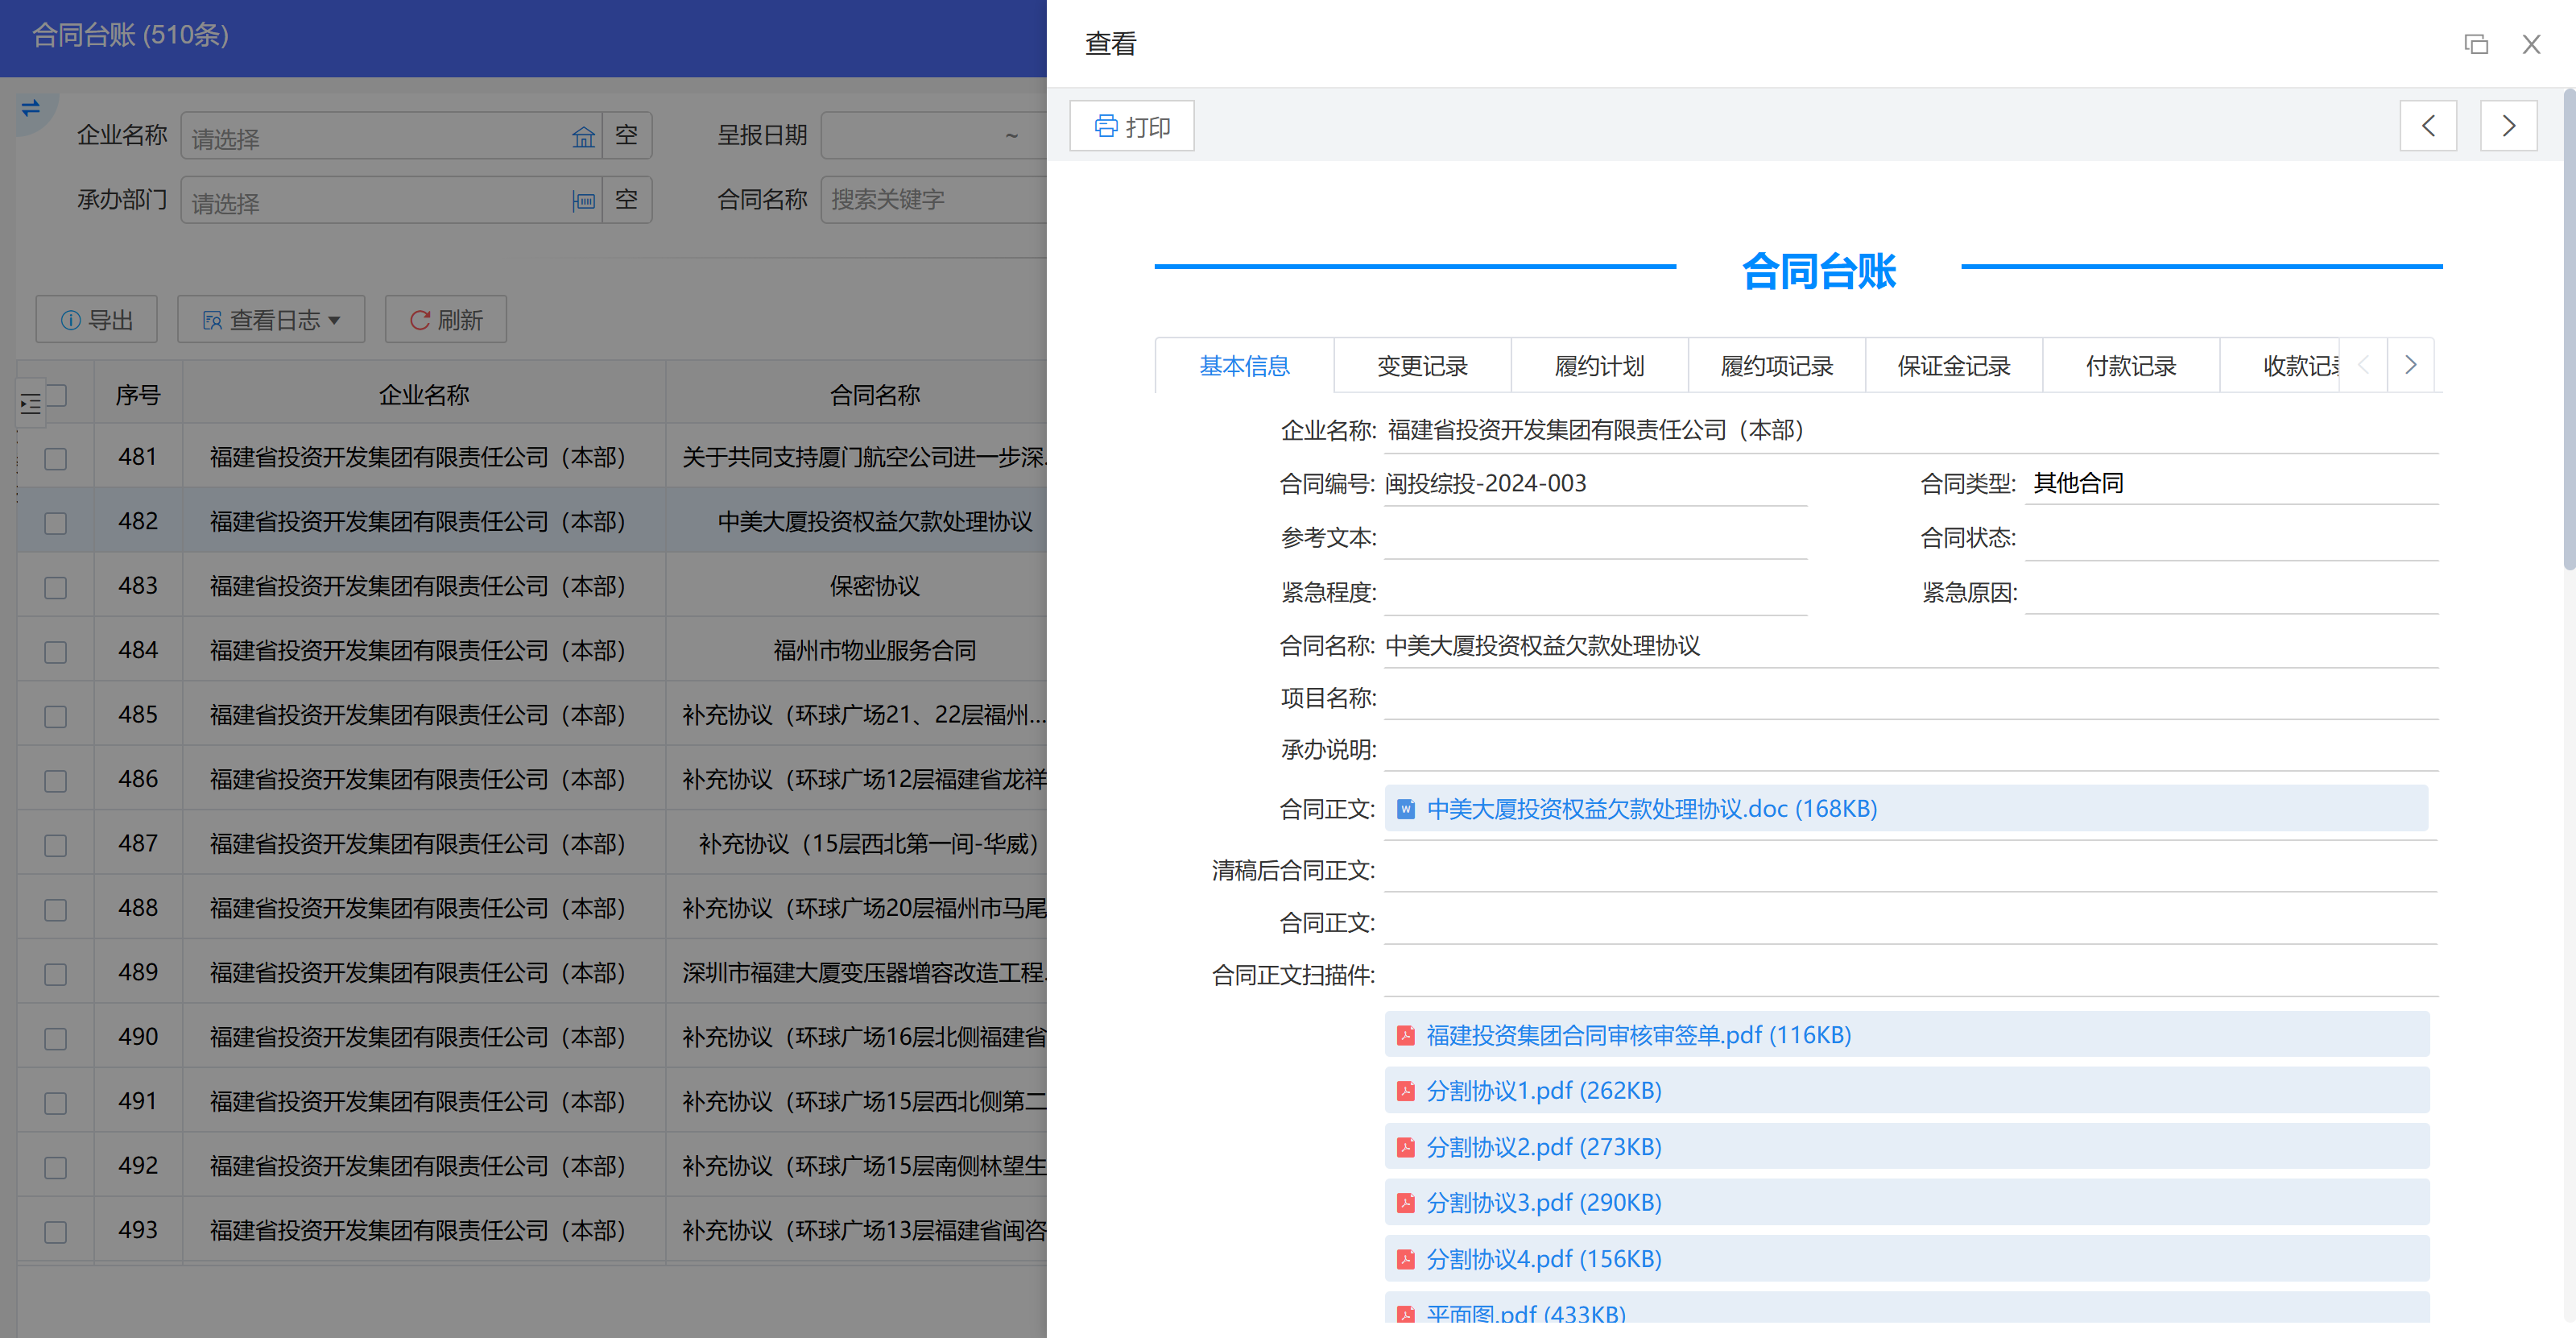 合同台账 (510条)
企业名称 请选择 空 呈报日期 ~
承办部门 请选择 空 合同名称 搜索关键字
导出 查看日志 刷新
序号 企业名称 合同名称
481 福建省投资开发集团有限责任公司（本部） 关于共同支持厦门航空公司进一步深
482 福建省投资开发集团有限责任公司（本部） 中美大厦投资权益欠款处理协议
483 福建省投资开发集团有限责任公司（本部） 保密协议
484 福建省投资开发集团有限责任公司（本部） 福州市物业服务合同
485 福建省投资开发集团有限责任公司（本部） 补充协议（环球广场21、22层福州...
486 福建省投资开发集团有限责任公司（本部） 补充协议（环球广场12层福建省龙祥
487 福建省投资开发集团有限责任公司（本部） 补充协议（15层西北第一间-华威）
488 福建省投资开发集团有限责任公司（本部） 补充协议（环球广场20层福州市马尾
489 福建省投资开发集团有限责任公司（本部） 深圳市福建大厦变压器增容改造工程
490 福建省投资开发集团有限责任公司（本部） 补充协议（环球广场16层北侧福建省
491 福建省投资开发集团有限责任公司（本部） 补充协议（环球广场15层西北侧第二
492 福建省投资开发集团有限责任公司（本部） 补充协议（环球广场15层南侧林望生
493 福建省投资开发集团有限责任公司（本部） 补充协议（环球广场13层福建省闽咨
查看
打印
合同台账
基本信息 变更记录 履约计划 履约项记录 保证金记录 付款记录 收款记录
企业名称: 福建省投资开发集团有限责任公司（本部）
合同编号: 闽投综投-2024-003 合同类型: 其他合同
参考文本: 合同状态:
紧急程度: 紧急原因:
合同名称: 中美大厦投资权益欠款处理协议
项目名称:
承办说明:
合同正文: 中美大厦投资权益欠款处理协议.doc (168KB)
清稿后合同正文:
合同正文:
合同正文扫描件:
福建投资集团合同审核审签单.pdf (116KB)
分割协议1.pdf (262KB)
分割协议2.pdf (273KB)
分割协议3.pdf (290KB)
分割协议4.pdf (156KB)
平面图.pdf (433KB)